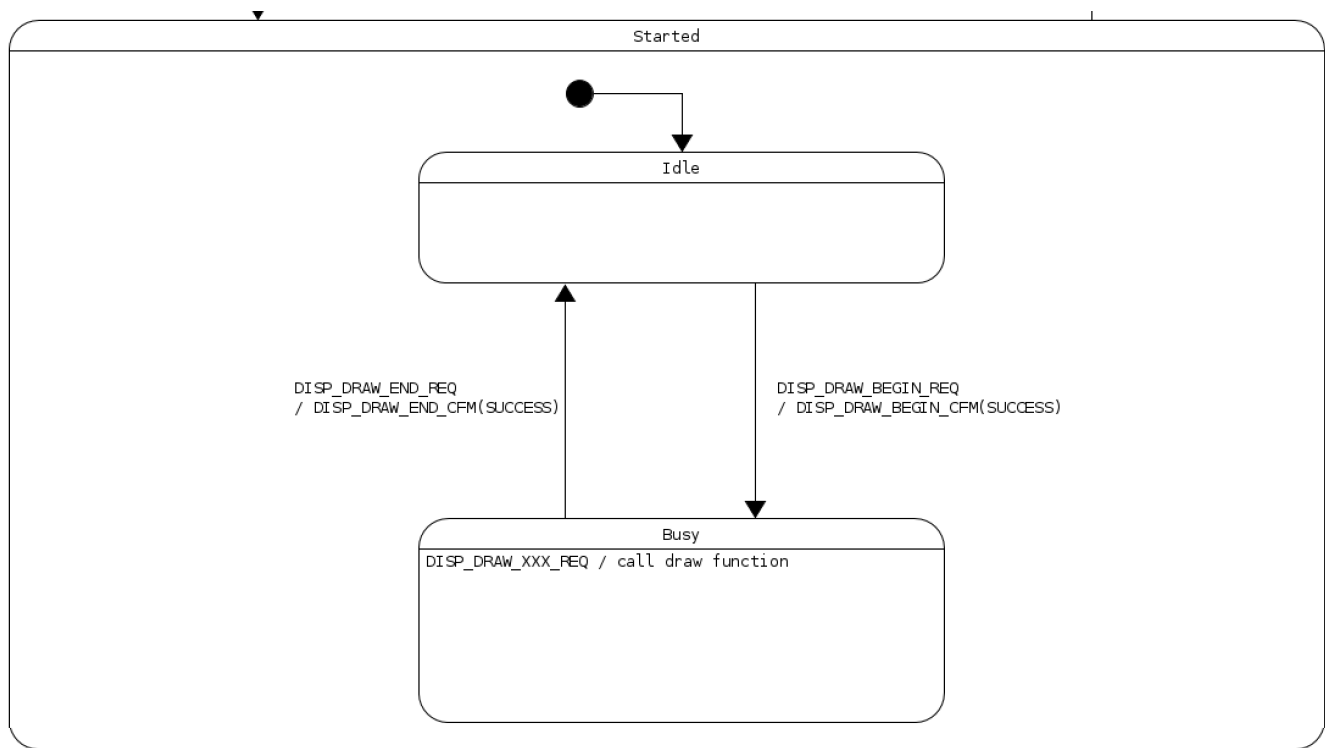 Started
Idle
DISP_DRAW_END_REQ
/ DISP_DRAW_END_CFM(SUCCESS)
DISP_DRAW_BEGIN_REQ
/ DISP_DRAW_BEGIN_CFM(SUCCESS)
Busy
DISP_DRAW_XXX_REQ / call draw function